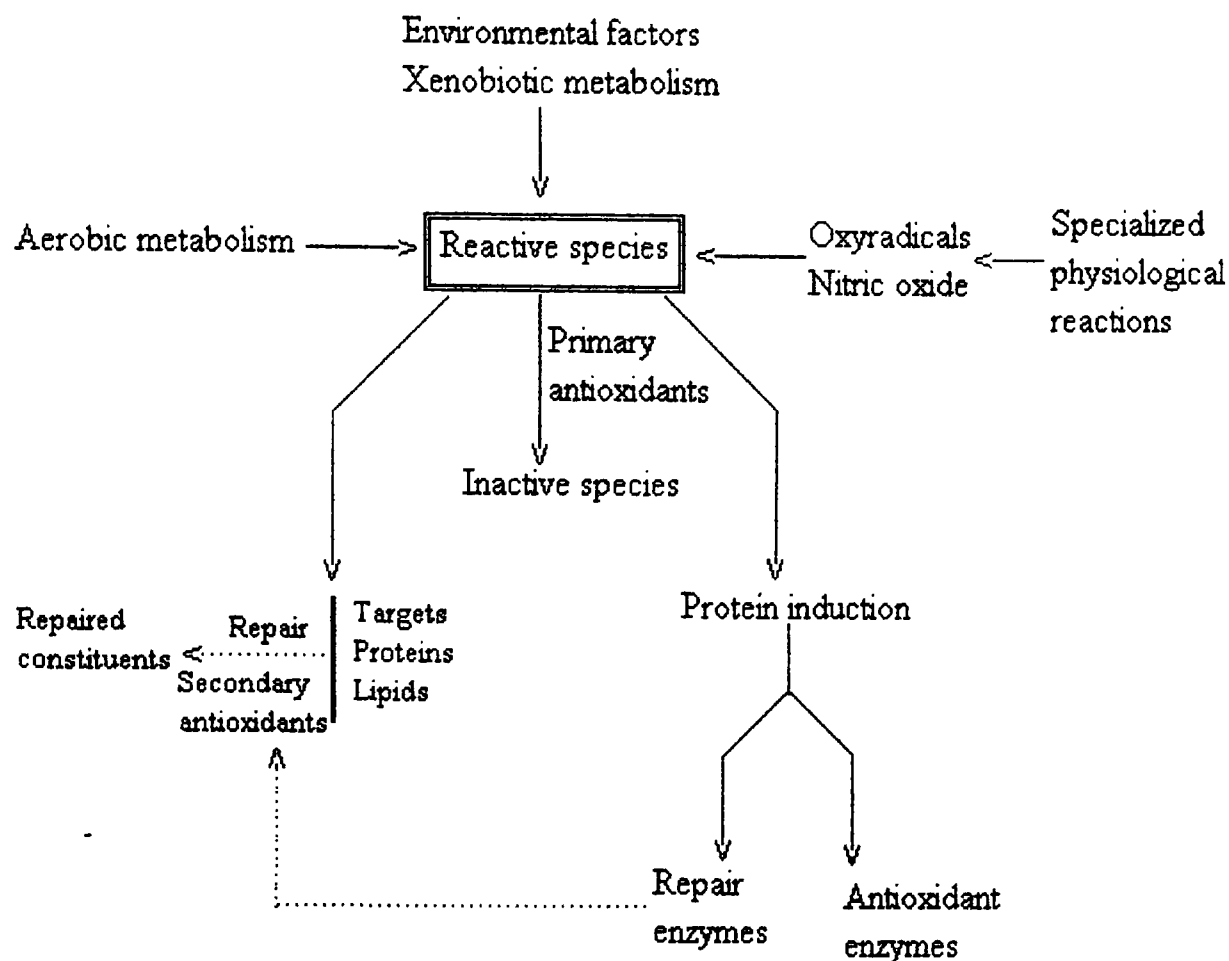 Environmental factors
Xenobiotic metabolism
Aerobic metabolism
Reactive species
Oxyradicals
Nitric oxide
Specialized
physiological
reactions
Primary
antioxidants
Inactive species
Repaired
constituents
Repair
Secondary
antioxidants
Targets
Proteins
Lipids
Protein induction
Repair
enzymes
Antioxidant
enzymes